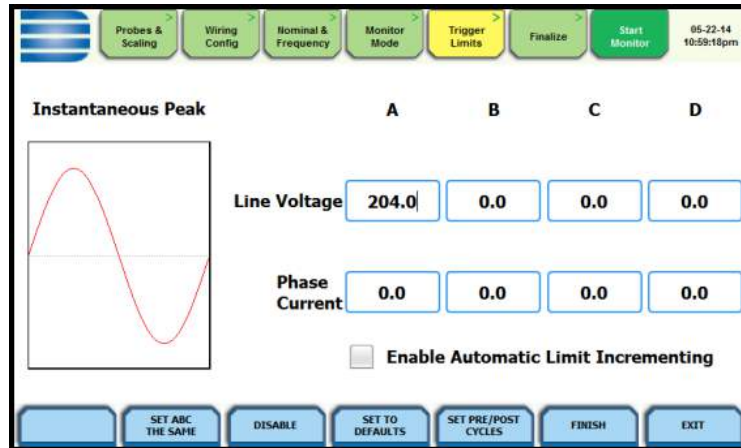 Probes & Scaling
Wiring Config
Nominal & Frequency
Monitor Mode
Trigger Limits
Finalize
Start Monitor
05-22-14
10:59:18pm
Instantaneous Peak
A B C D
Line Voltage 204.0 0.0 0.0 0.0
Phase Current 0.0 0.0 0.0 0.0
Enable Automatic Limit Incrementing
SET ABC THE SAME
DISABLE
SET TO DEFAULTS
SET PRE/POST CYCLES
FINISH
EXIT